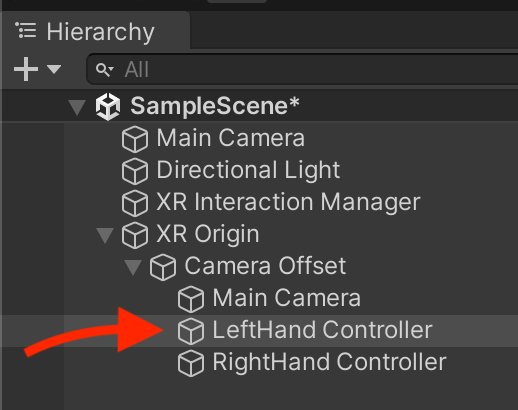 Hierarchy
All
SampleScene*
Main Camera
Directional Light
XR Interaction Manager
XR Origin
Camera Offset
Main Camera
LeftHand Controller
RightHand Controller